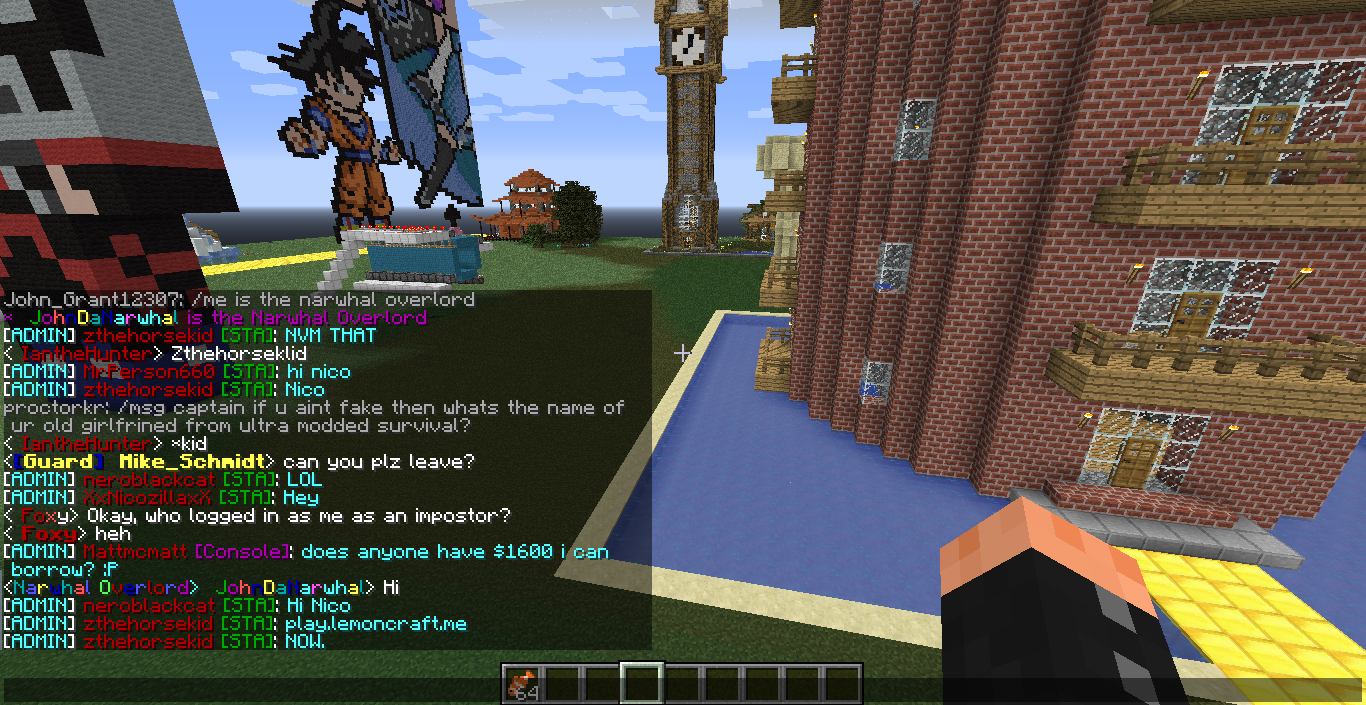 John_Grant12307: /me is the narwhal overlord
* JohnDaNarwhal is the Narwhal Overlord
[ADMIN] zthehorsekid [STA]: NVM THAT
< IantheHunter> Zthehorseklid
[ADMIN] MrPerson660 [STA]: hi nico
[ADMIN] zthehorsekid [STA]: Nico
proctorkr: /msg captain if u aint fake then whats the name of
ur old girlfrined from ultra modded survival?
< IantheHunter> *kid
<[Guard] Mike_Schmidt> can you plz leave?
[ADMIN] neroblackcat [STA]: LOL
[ADMIN] XxNicozillaxX [STA]: Hey
< Foxy> Okay, who logged in as me as an impostor?
< Foxy> heh
[ADMIN] Mattmcmatt [Console]: does anyone have $1600 i can
borrow? :P
<Narwhal Overlord> JohnDaNarwhal> Hi
[ADMIN] neroblackcat [STA]: Hi Nico
[ADMIN] zthehorsekid [STA]: play.lemoncraft.me
[ADMIN] zthehorsekid [STA]: NOW.
64